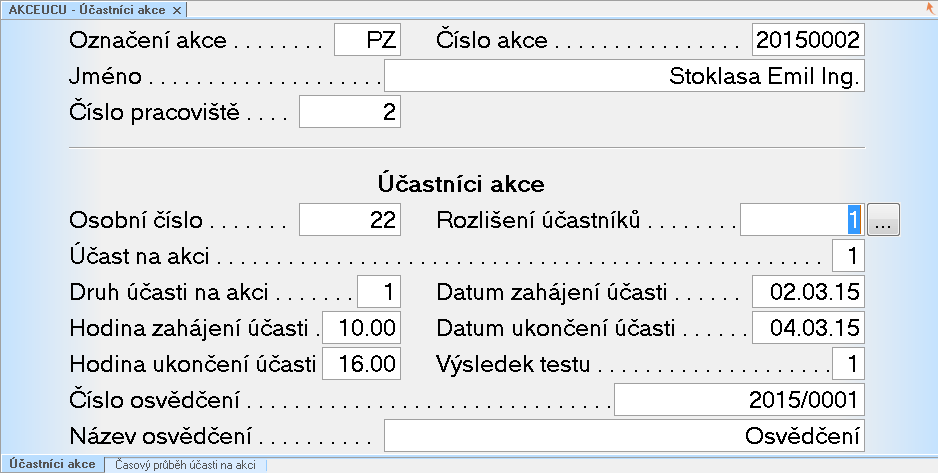 AKCEUCU - Účastníci akce ×
Označení akce . . . . . . . . PZ Číslo akce . . . . . . . . . . . . . . . . 20150002
Jméno . . . . . . . . . . . . . . . . . . . . Stoklasa Emil Ing.
Číslo pracoviště . . . . 2
Účastníci akce
Osobní číslo . . . . . . . 22 Rozlišení účastníků . . . . . . . . 1 ...
Účast na akci . . . . . . . . . . . . . . . . . . . . . . . . . . . . . . . . . . . . . . . . . . . . . . . . . . . . 1
Druh účasti na akci . . . . . . . 1 Datum zahájení účasti . . . . . . 02.03.15
Hodina zahájení účasti . 10.00 Datum ukončení účasti . . . . . . 04.03.15
Hodina ukončení účasti 16.00 Výsledek testu . . . . . . . . . . . . . . . . . . . . 1
Číslo osvědčení . . . . . . . . . . . . . . . . . . . . . . . . . . . . . . . 2015/0001
Název osvědčení . . . . . . . . . . Osvědčení
Účastníci akce Časový průběh účasti na akci